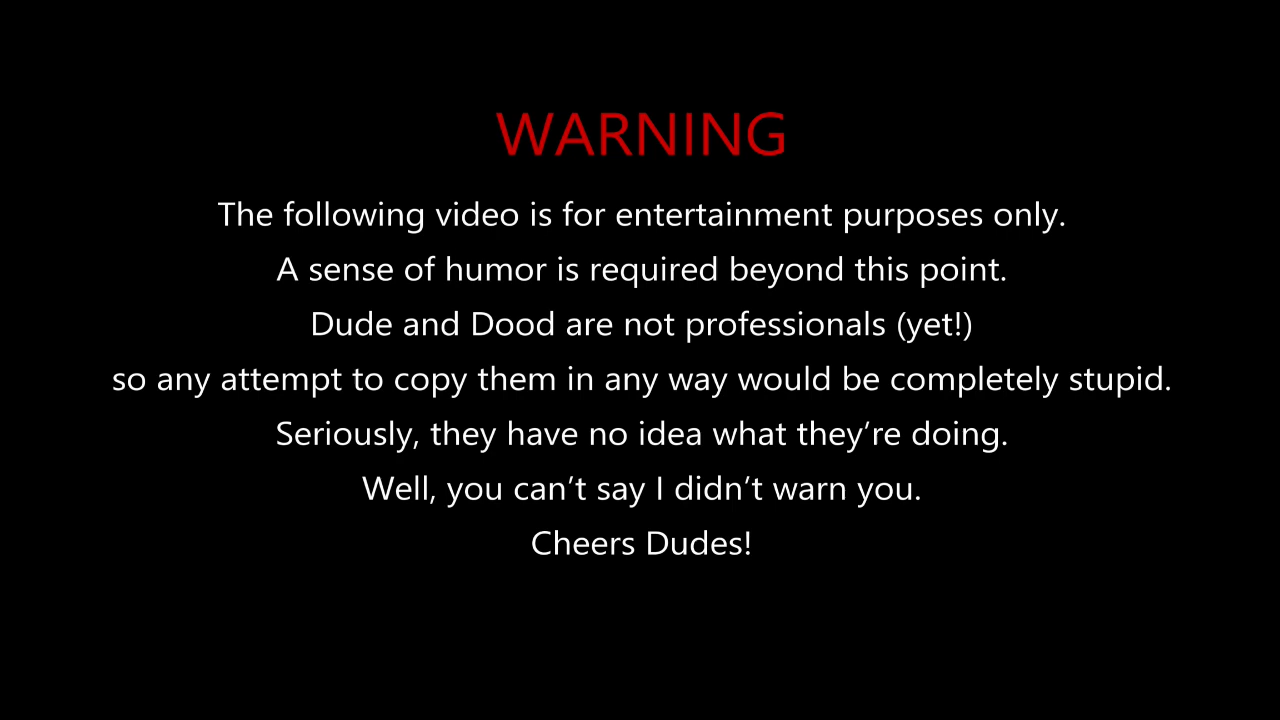 WARNING
The following video is for entertainment purposes only.
A sense of humor is required beyond this point.
Dude and Dood are not professionals (yet!)
so any attempt to copy them in any way would be completely stupid.
Seriously, they have no idea what they’re doing.
Well, you can’t say I didn’t warn you.
Cheers Dudes!